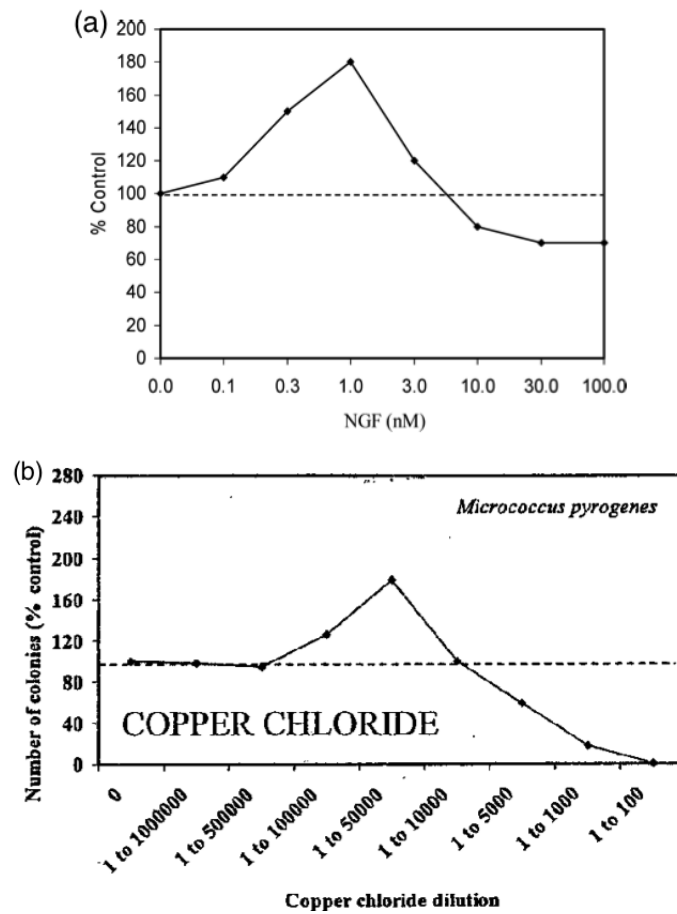 (a)
200
180
160
140
120
100
80
60
40
20
0
% Control
0.0 0.1 0.3 1.0 3.0 10.0 30.0 100.0
NGF (nM)
(b)
280
240
200
160
120
80
40
0
Number of colonies (% control)
Micrococcus pyrogenes
COPPER CHLORIDE
0 1 to 1000000 1 to 500000 1 to 100000 1 to 50000 1 to 10000 1 to 5000 1 to 1000 1 to 100
Copper chloride dilution